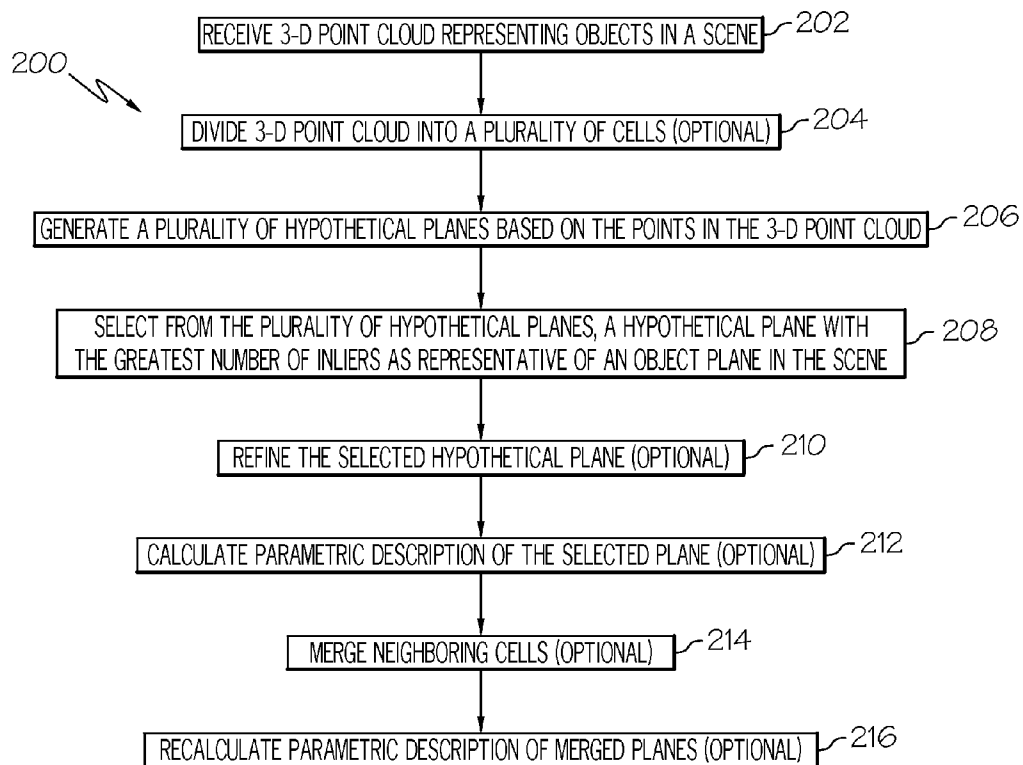 RECEIVE 3-D POINT CLOUD REPRESENTING OBJECTS IN A SCENE
202
200
DIVIDE 3-D POINT CLOUD INTO A PLURALITY OF CELLS (OPTIONAL)
204
GENERATE A PLURALITY OF HYPOTHETICAL PLANES BASED ON THE POINTS IN THE 3-D POINT CLOUD
206
SELECT FROM THE PLURALITY OF HYPOTHETICAL PLANES, A HYPOTHETICAL PLANE WITH
THE GREATEST NUMBER OF INLIERS AS REPRESENTATIVE OF AN OBJECT PLANE IN THE SCENE
208
REFINE THE SELECTED HYPOTHETICAL PLANE (OPTIONAL)
210
CALCULATE PARAMETRIC DESCRIPTION OF THE SELECTED PLANE (OPTIONAL)
212
MERGE NEIGHBORING CELLS (OPTIONAL)
214
RECALCULATE PARAMETRIC DESCRIPTION OF MERGED PLANES (OPTIONAL)
216